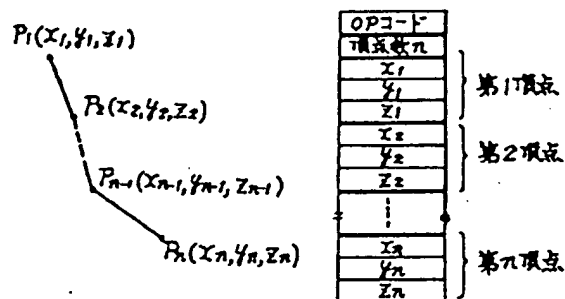 P1(x1,y1,z1)
P2(x2,y2,z2)
Pn-1(xn-1,yn-1,zn-1)
Pn(xn,yn,zn)
OPコード
頂点数n
x1
y1
z1
第1頂点
x2
y2
z2
第2頂点
xn
yn
zn
第n頂点